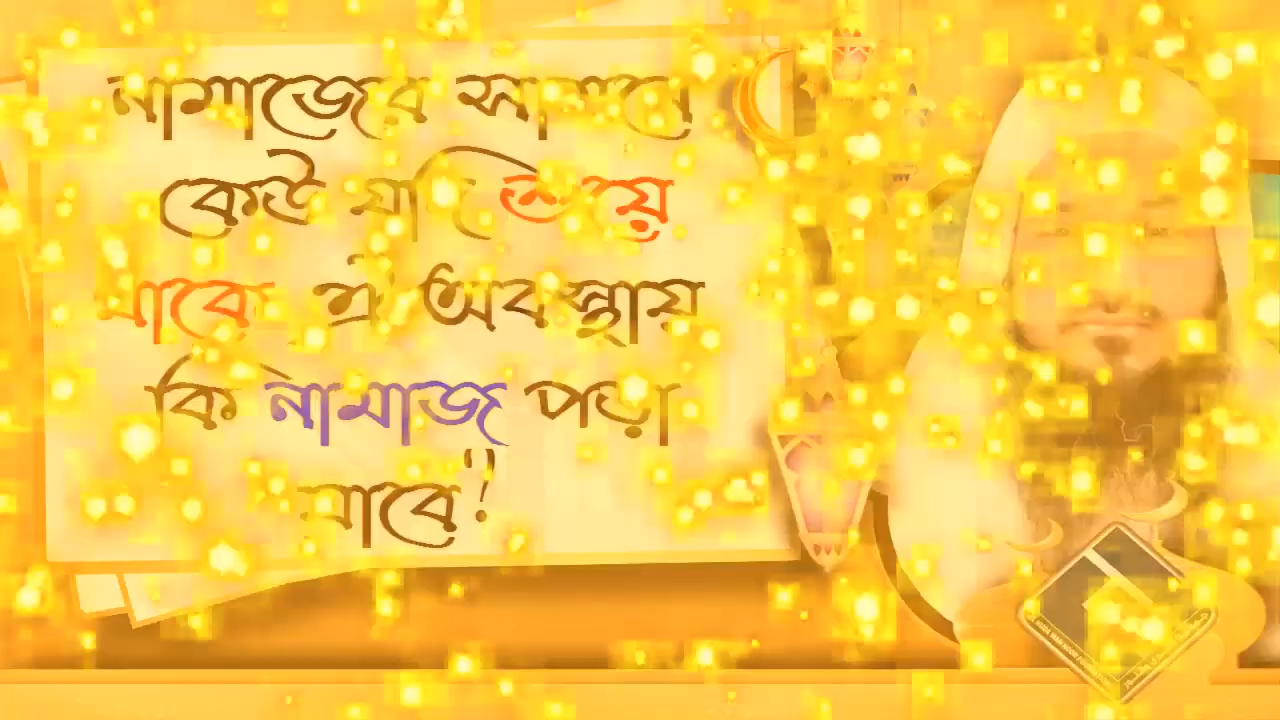 নামাজের সামনে
কেউ যদি শুয়ে
থাকে ঐ অবস্থায়
কি নামাজ পড়া
যাবে?